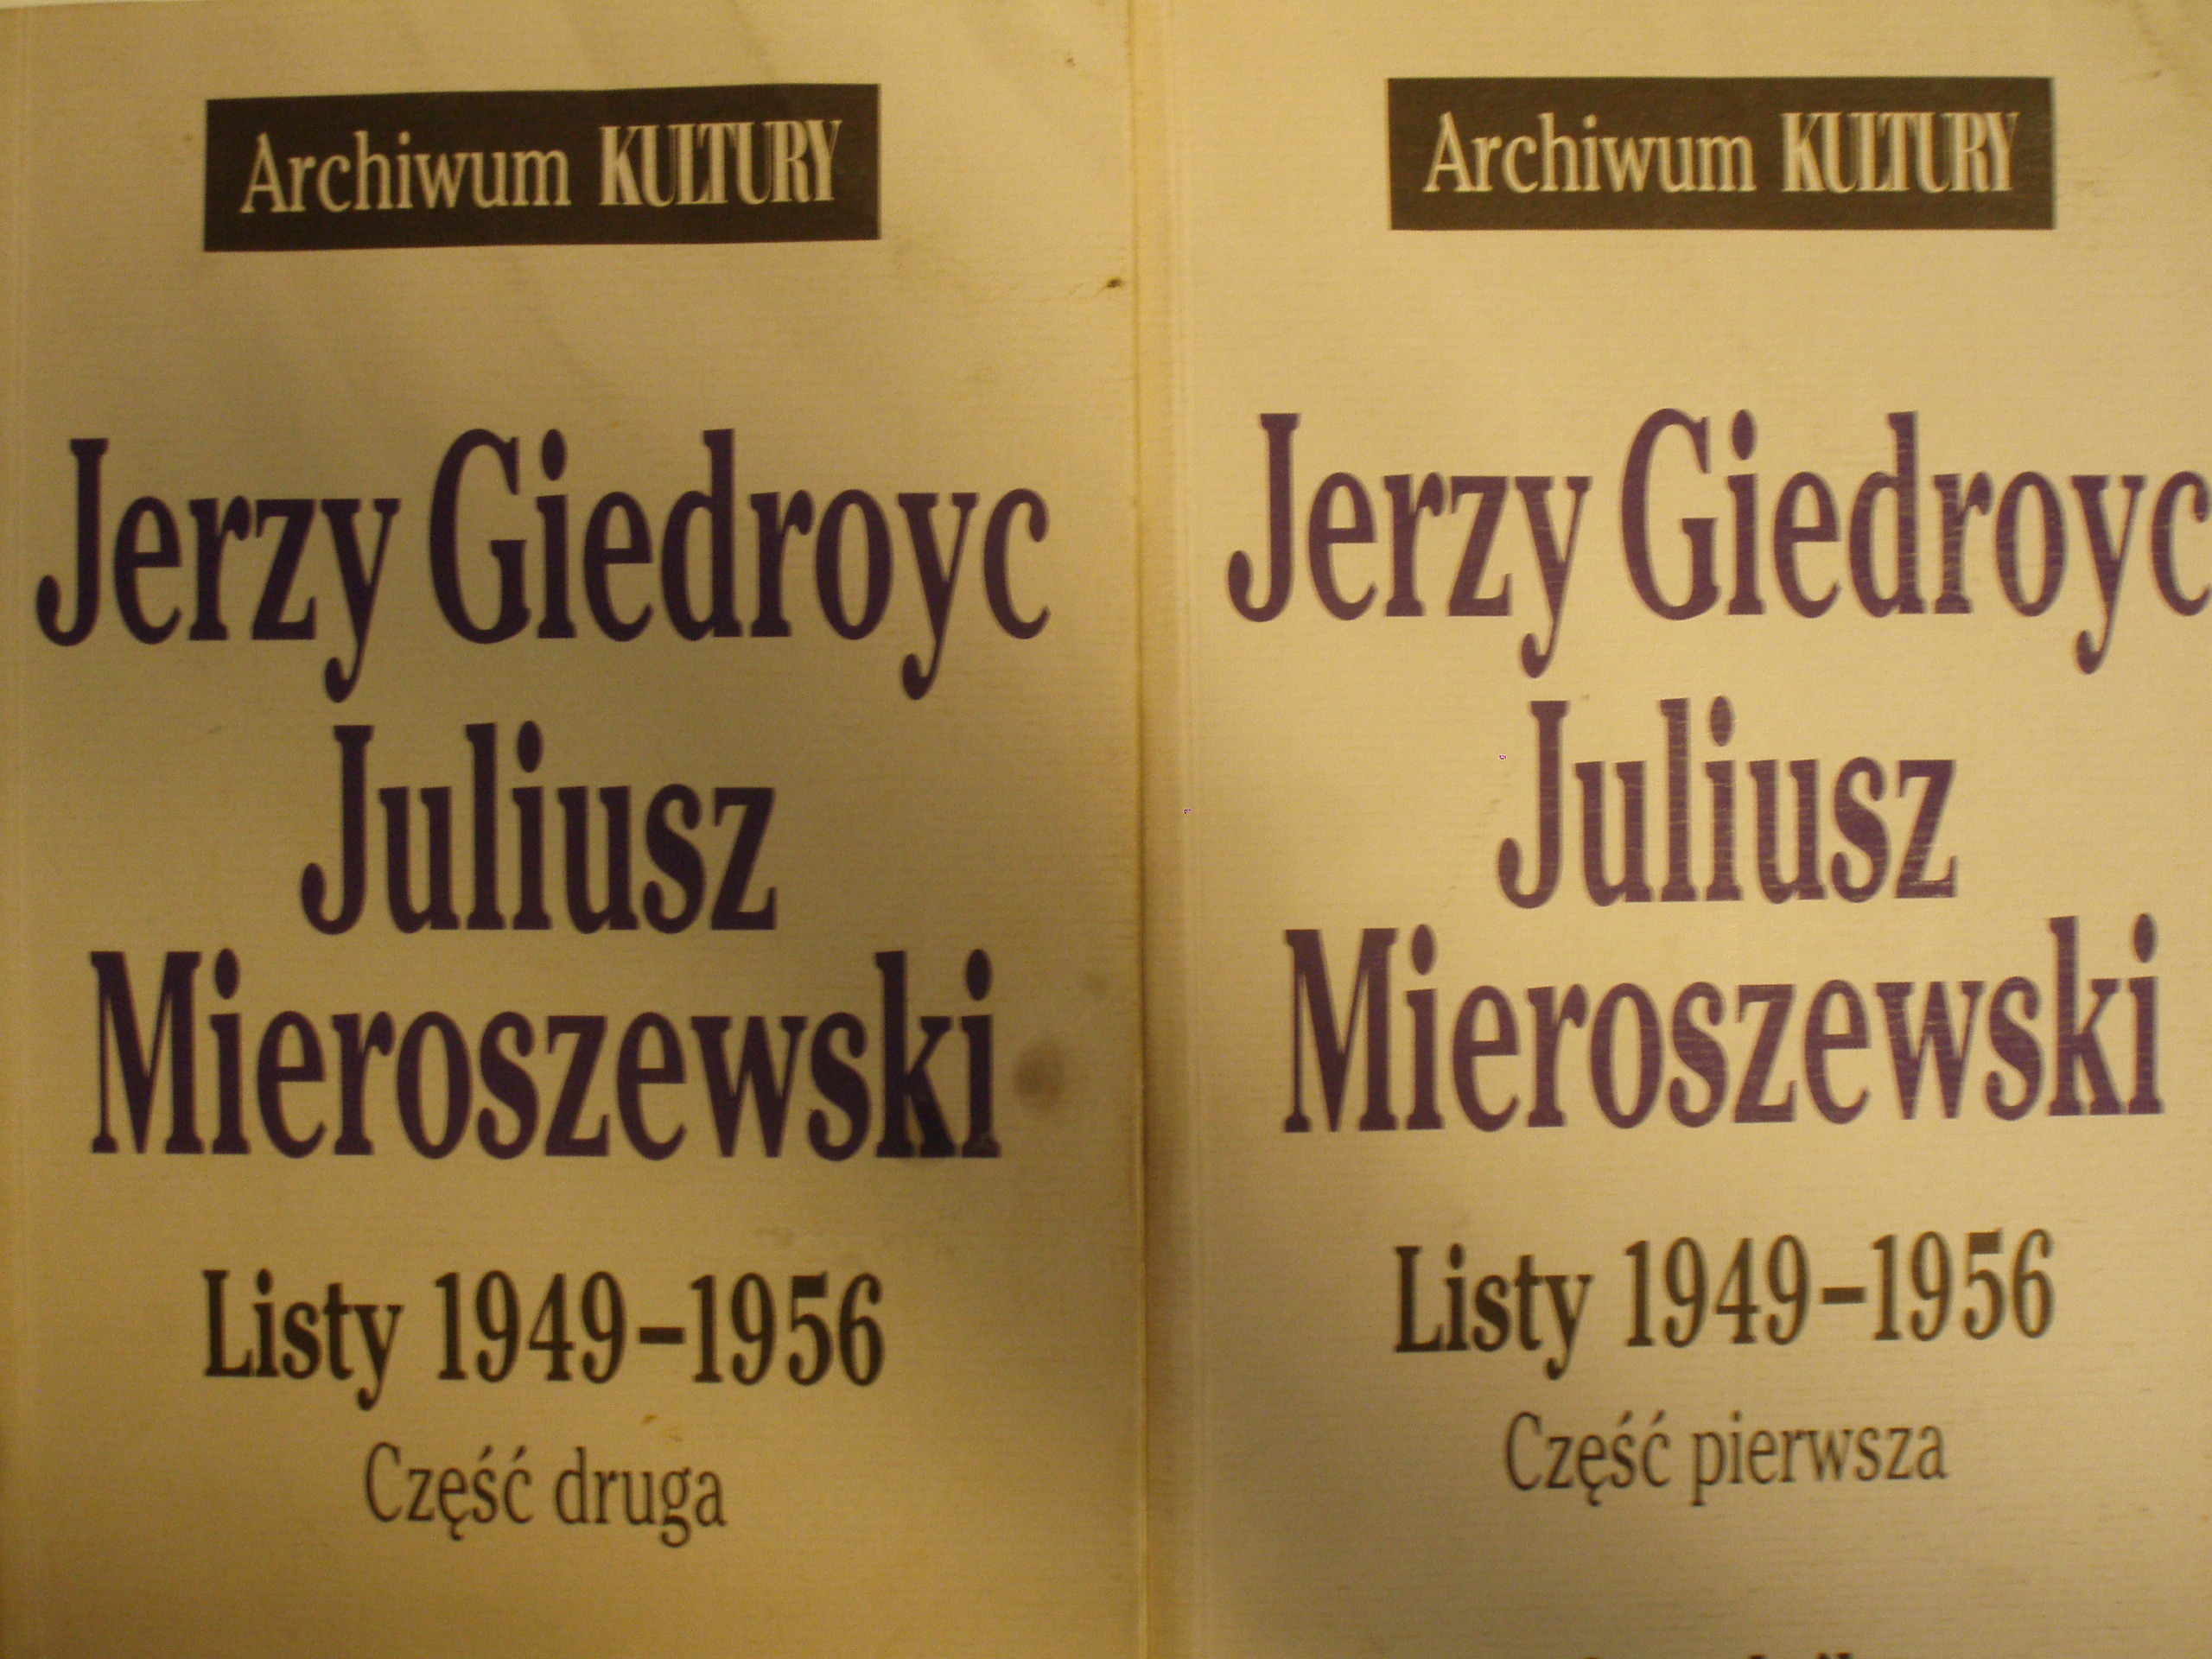 Archiwum KULTURY
Jerzy Giedroyc
Juliusz
Mieroszewski
Listy 1949–1956
Część druga
Archiwum KULTURY
Jerzy Giedroyc
Juliusz
Mieroszewski
Listy 1949–1956
Część pierwsza